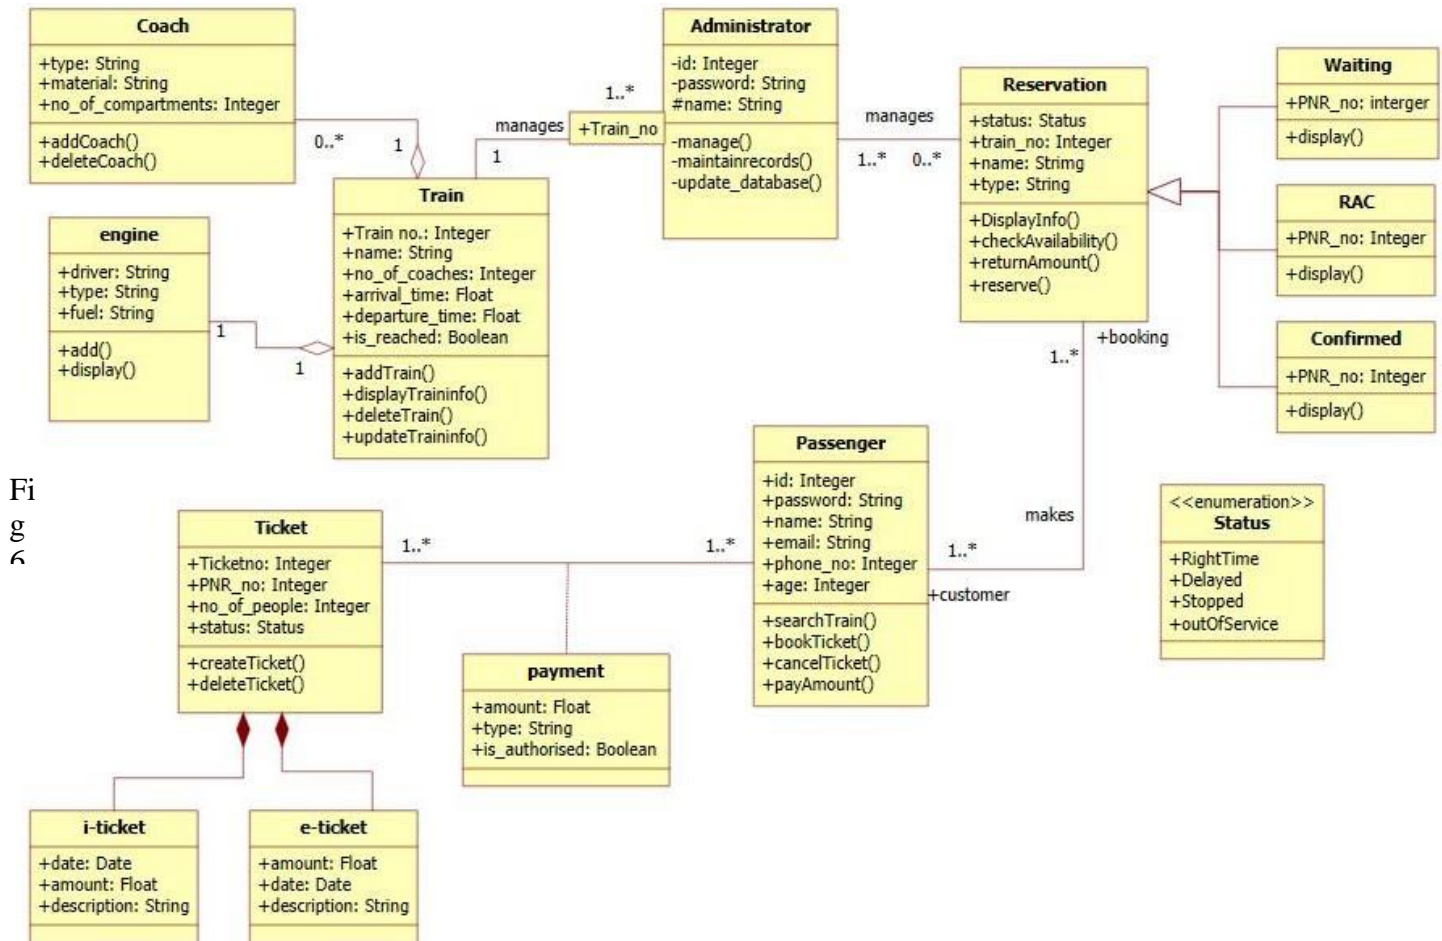 Coach
+type: String
+material: String
+no_of_compartments: Integer
+addCoach()
+deleteCoach()
0..*
1
Administrator
-id: Integer
-password: String
#name: String
-manage()
-maintainrecords()
-update_database()
1..*
manages
+Train_no
1
manages
1..*
0..*
Reservation
+status: Status
+train_no: Integer
+name: Strimg
+type: String
+DisplayInfo()
+checkAvailability()
+returnAmount()
+reserve()
Waiting
+PNR_no: interger
+display()
RAC
+PNR_no: Integer
+display()
Confirmed
+PNR_no: Integer
+display()
engine
+driver: String
+type: String
+fuel: String
+add()
+display()
1
1
Train
+Train no.: Integer
+name: String
+no_of_coaches: Integer
+arrival_time: Float
+departure_time: Float
+is_reached: Boolean
+addTrain()
+displayTraininfo()
+deleteTrain()
+updateTraininfo()
+booking
1..*
makes
1..*
+customer
Passenger
+id: Integer
+password: String
+name: String
+email: String
+phone_no: Integer
+age: Integer
+searchTrain()
+bookTicket()
+cancelTicket()
+payAmount()
<<enumeration>>
Status
+RightTime
+Delayed
+Stopped
+outOfService
Fi
g
6
Ticket
+Ticketno: Integer
+PNR_no: Integer
+no_of_people: Integer
+status: Status
+createTicket()
+deleteTicket()
1..*
1..*
payment
+amount: Float
+type: String
+is_authorised: Boolean
i-ticket
+date: Date
+amount: Float
+description: String
e-ticket
+amount: Float
+date: Date
+description: String